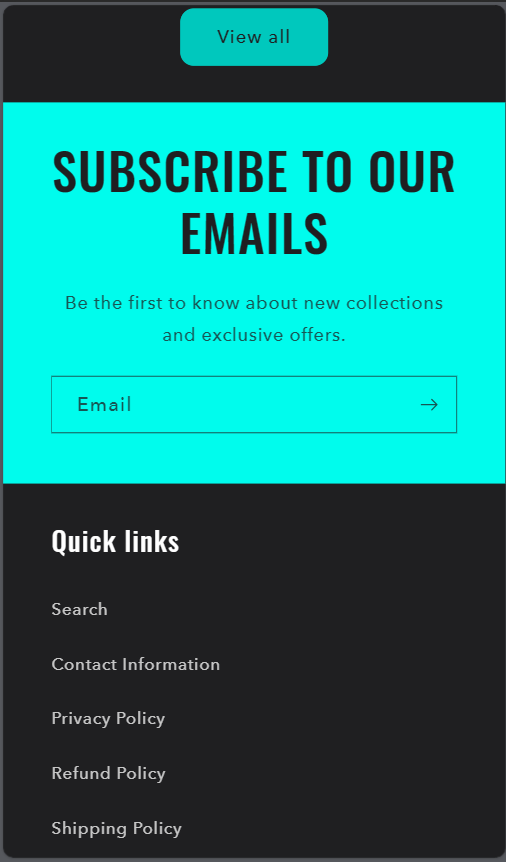 View all
SUBSCRIBE TO OUR
EMAILS
Be the first to know about new collections
and exclusive offers.
Email
Quick links
Search
Contact Information
Privacy Policy
Refund Policy
Shipping Policy